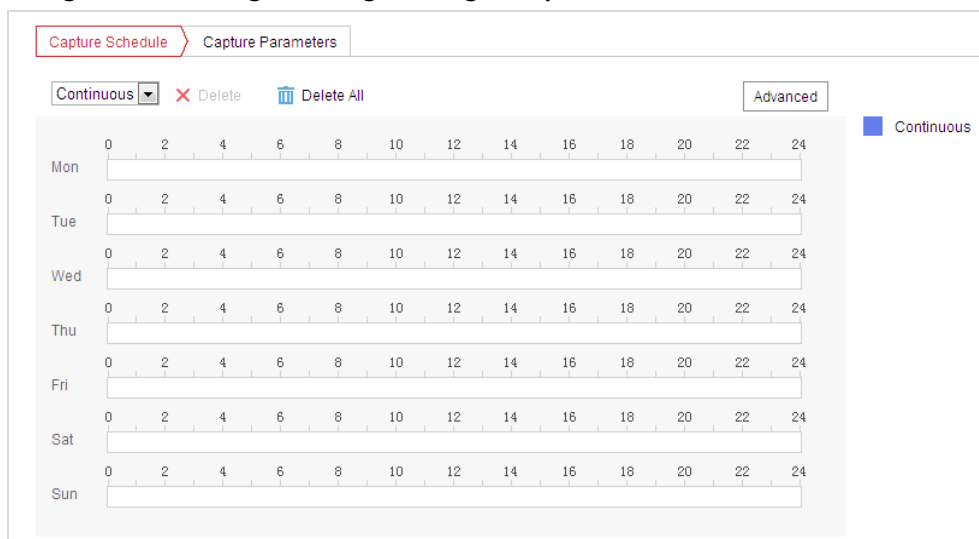 Capture Schedule Capture Parameters
Continuous Delete Delete All Advanced
Continuous
0 2 4 6 8 10 12 14 16 18 20 22 24
Mon
0 2 4 6 8 10 12 14 16 18 20 22 24
Tue
0 2 4 6 8 10 12 14 16 18 20 22 24
Wed
0 2 4 6 8 10 12 14 16 18 20 22 24
Thu
0 2 4 6 8 10 12 14 16 18 20 22 24
Fri
0 2 4 6 8 10 12 14 16 18 20 22 24
Sat
0 2 4 6 8 10 12 14 16 18 20 22 24
Sun